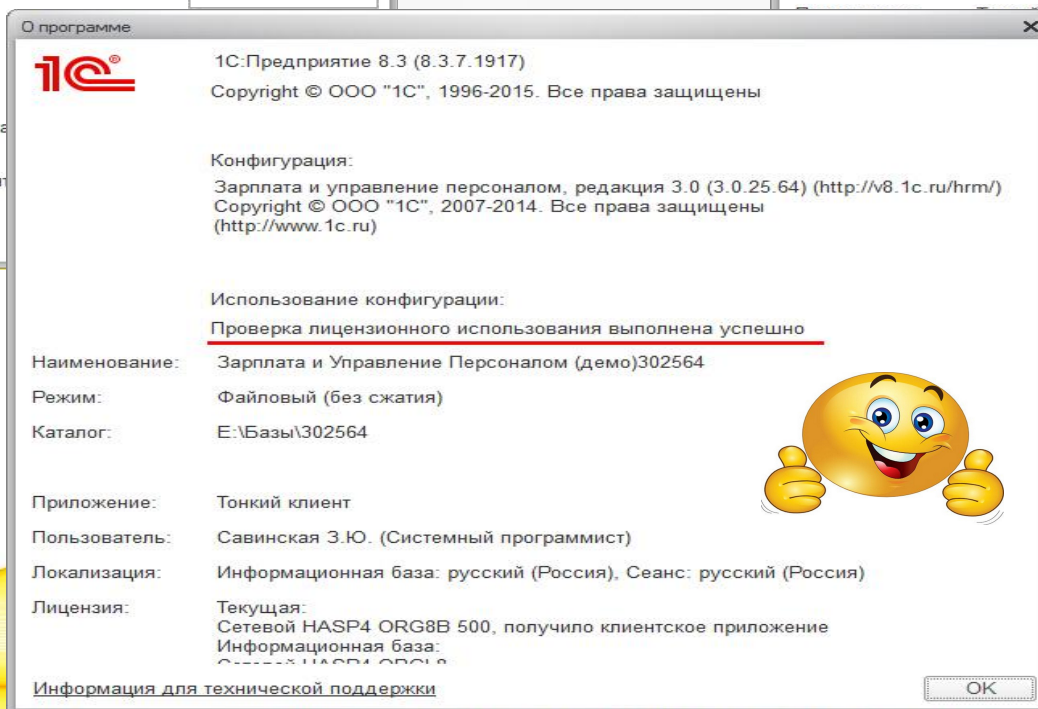 О программе
1С®
1С:Предприятие 8.3 (8.3.7.1917)
Copyright © ООО "1С", 1996-2015. Все права защищены
Конфигурация:
Зарплата и управление персоналом, редакция 3.0 (3.0.25.64) (http://v8.1c.ru/hrm/)
Copyright © ООО "1С", 2007-2014. Все права защищены
(http://www.1c.ru)
Использование конфигурации:
Проверка лицензионного использования выполнена успешно
Наименование: Зарплата и Управление Персоналом (демо)302564
Режим: Файловый (без сжатия)
Каталог: E:\Базы\302564
Приложение: Тонкий клиент
Пользователь: Савинская З.Ю. (Системный программист)
Локализация: Информационная база: русский (Россия), Сеанс: русский (Россия)
Лицензия: Текущая:
Сетевой HASP4 ORG8B 500, получило клиентское приложение
Информационная база:
Информация для технической поддержки
OK